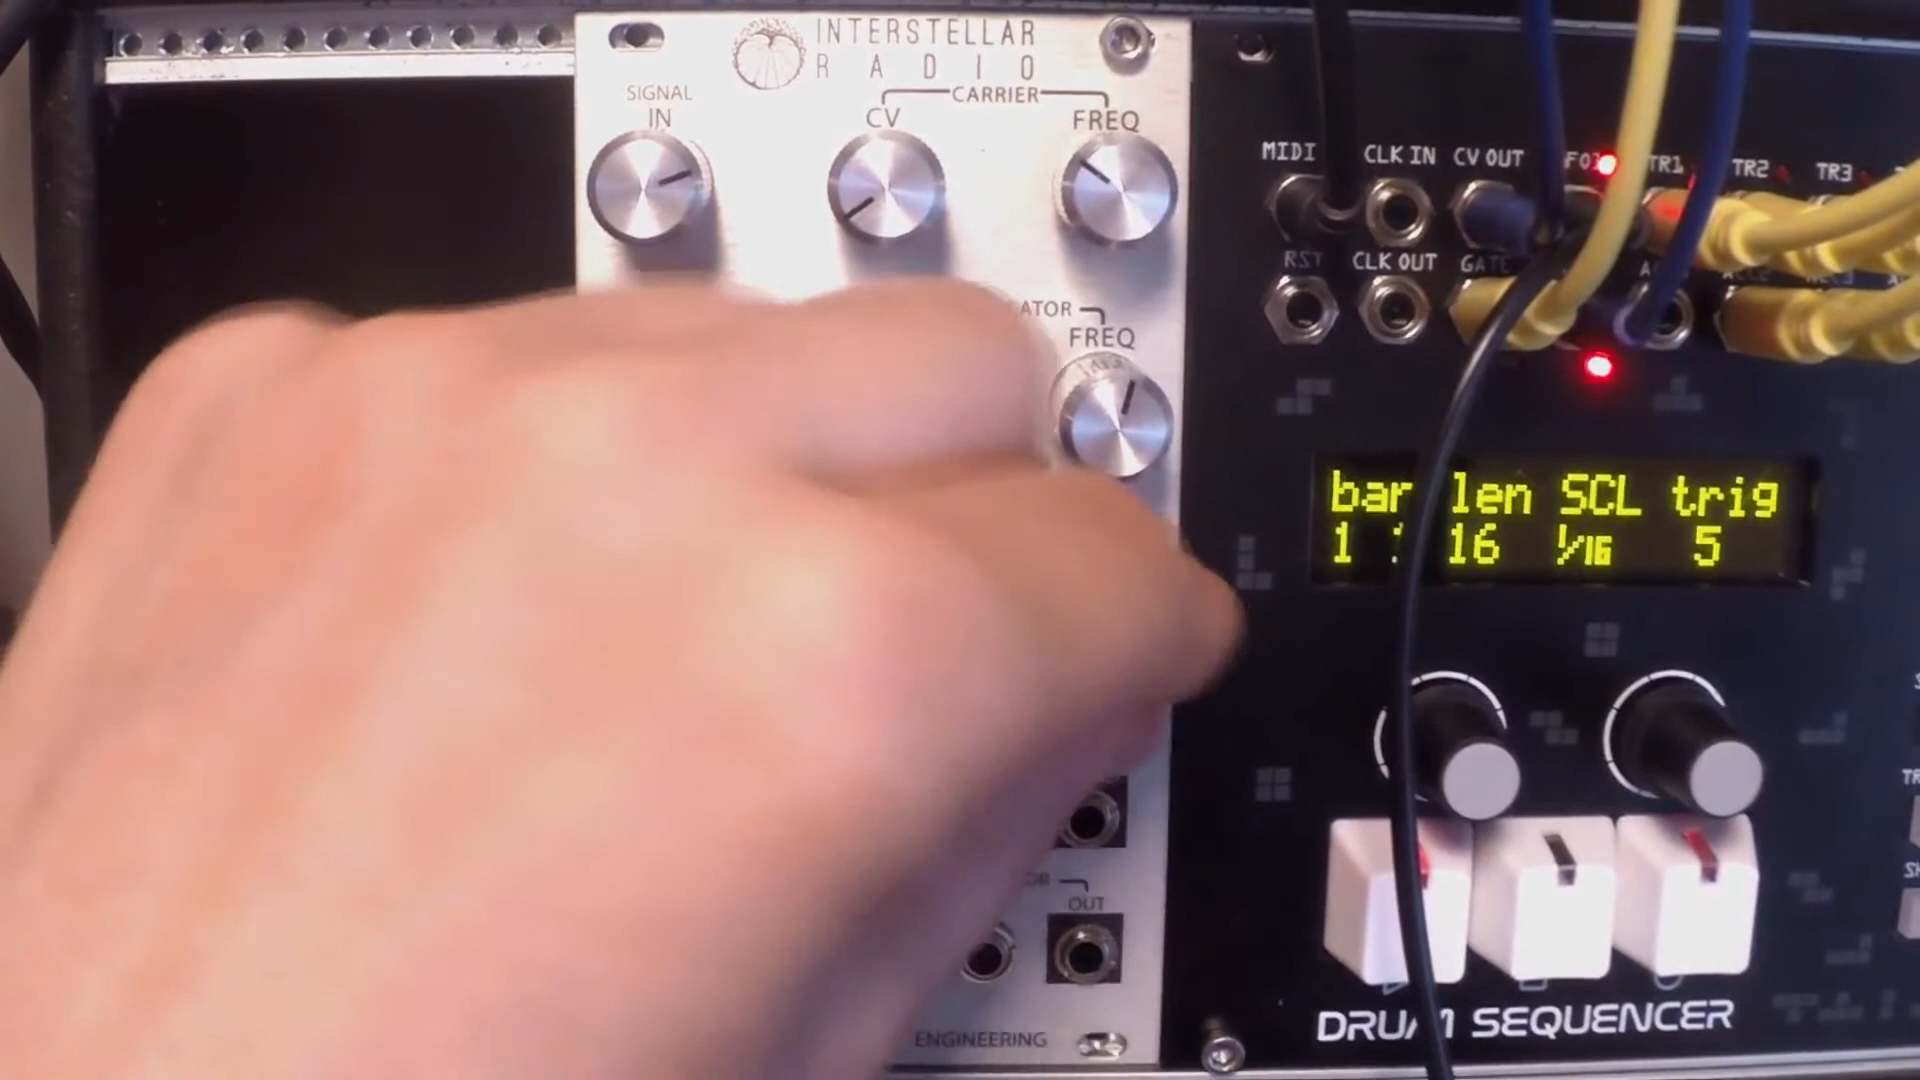 INTERSTELLAR
RADIO
SIGNAL
IN
CARRIER
CV
FREQ
FREQ
OUT
ENGINEERING
MIDI CLK IN CV OUT TR1 TR2 TR3
RST CLK OUT GATE
bar len SCL trig
1 16 1/16 5
DRUM SEQUENCER